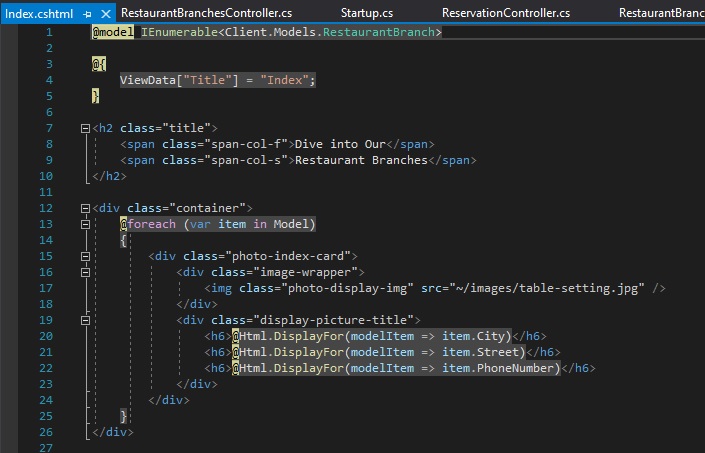 Index.cshtml RestaurantBranchesController.cs Startup.cs ReservationController.cs RestaurantBranc
1 @model IEnumerable<Client.Models.RestaurantBranch>
2
3 @{
4 ViewData["Title"] = "Index";
5 }
6
7 <h2 class="title">
8 <span class="span-col-f">Dive into Our</span>
9 <span class="span-col-s">Restaurant Branches</span>
10 </h2>
11
12 <div class="container">
13 @foreach (var item in Model)
14 {
15 <div class="photo-index-card">
16 <div class="image-wrapper">
17 <img class="photo-display-img" src="~/images/table-setting.jpg" />
18 </div>
19 <div class="display-picture-title">
20 <h6>@Html.DisplayFor(modelItem => item.City)</h6>
21 <h6>@Html.DisplayFor(modelItem => item.Street)</h6>
22 <h6>@Html.DisplayFor(modelItem => item.PhoneNumber)</h6>
23 </div>
24 </div>
25 }
26 </div>
27